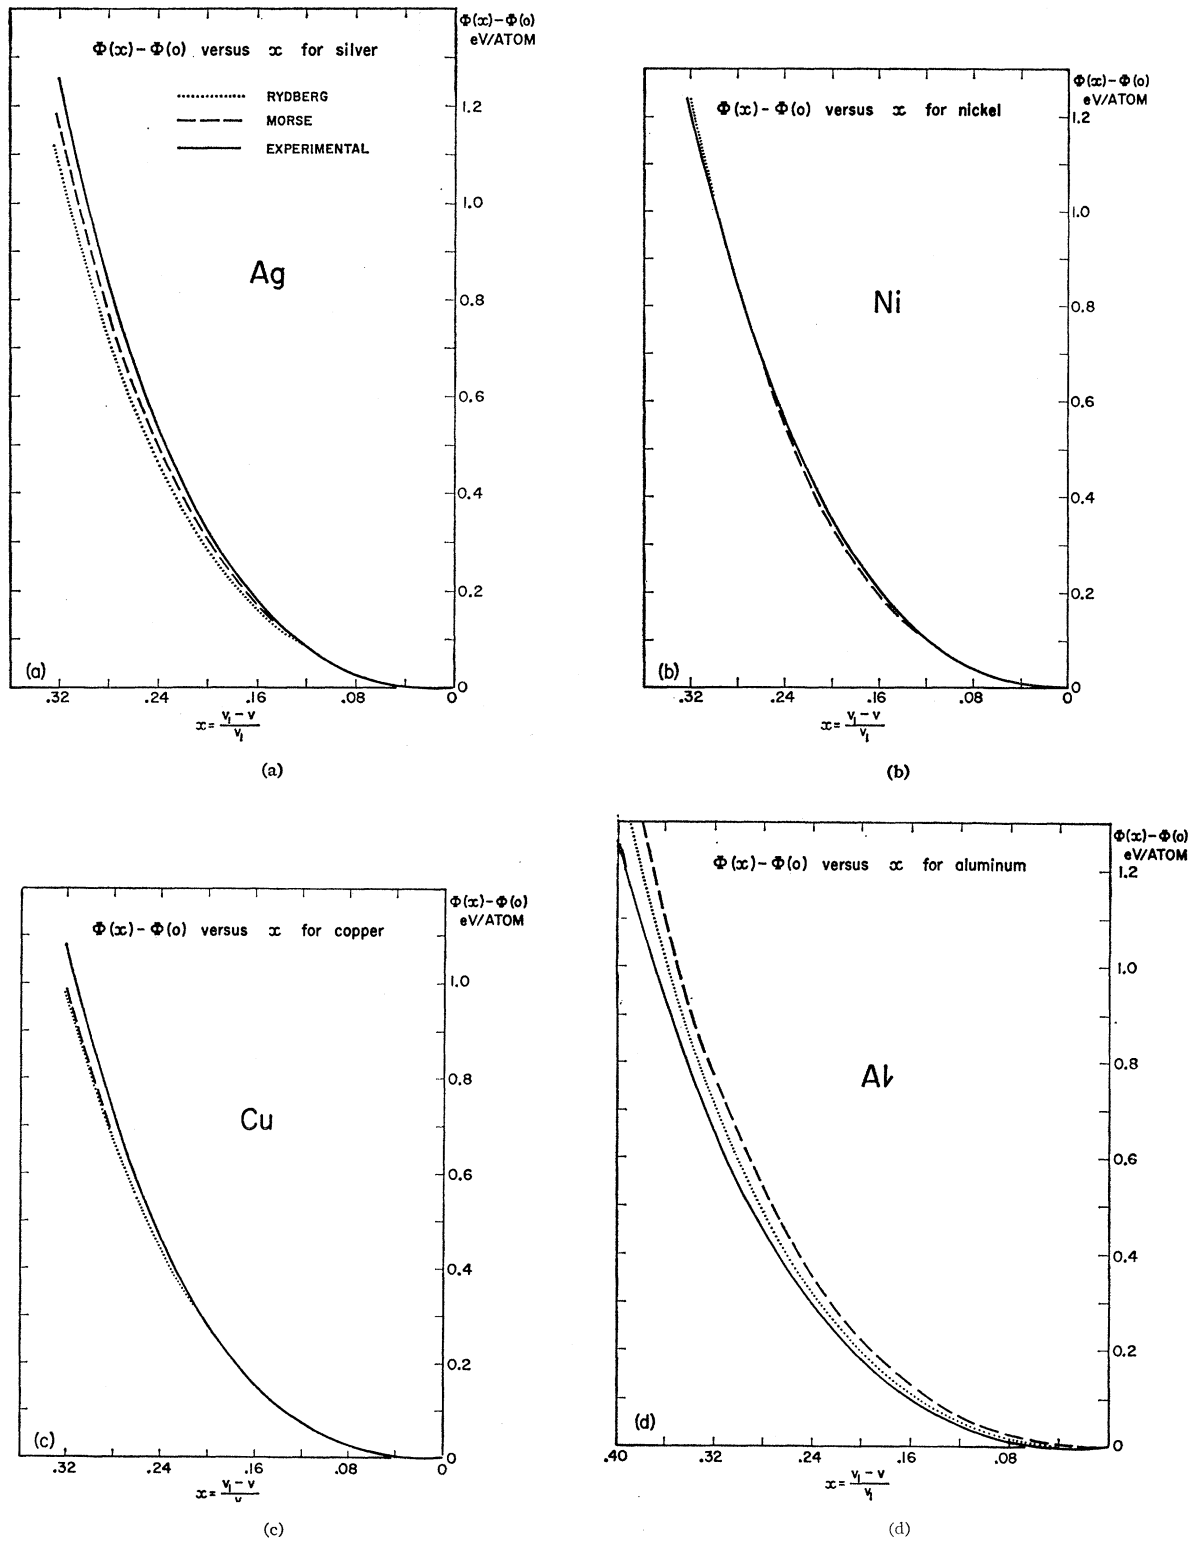 Φ(x)-Φ(o)
eV/ATOM
Φ(x)-Φ(o) versus x for silver
RYDBERG
MORSE
EXPERIMENTAL
1.2
1.0
0.8
0.6
0.4
0.2
0
Ag
(a)
.32 .24 .16 .08 0
x = v₁ - v / v₁
(a)
Φ(x)-Φ(o)
eV/ATOM
Φ(x)-Φ(o) versus x for nickel
1.2
1.0
0.8
0.6
0.4
0.2
0
Ni
(b)
.32 .24 .16 .08 0
x = v₁ - v / v₁
(b)
Φ(x)-Φ(o)
eV/ATOM
Φ(x)-Φ(o) versus x for copper
1.0
0.8
0.6
0.4
0.2
0
Cu
(c)
.32 .24 .16 .08 0
x = v₁ - v / v
(c)
Φ(x)-Φ(o)
eV/ATOM
Φ(x)-Φ(o) versus x for aluminum
1.2
1.0
0.8
0.6
0.4
0.2
0
Al
(d)
.40 .32 .24 .16 .08
x = v₁ - v / v₁
(d)